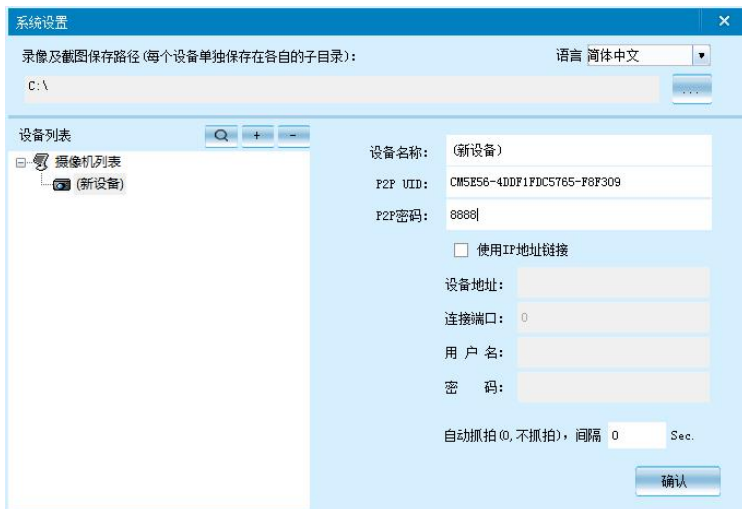 系统设置
录像及截图保存路径(每个设备单独保存在各自的子目录):
语言 简体中文
C:\
...
设备列表
+ -
摄像机列表
(新设备)
设备名称: (新设备)
P2P UID: CM5E56-4DDF1FDC5765-F8F309
P2P密码: 8888
使用IP地址链接
设备地址:
连接端口: 0
用 户 名:
密 码:
自动抓拍(0,不抓拍),间隔 0 Sec.
确认